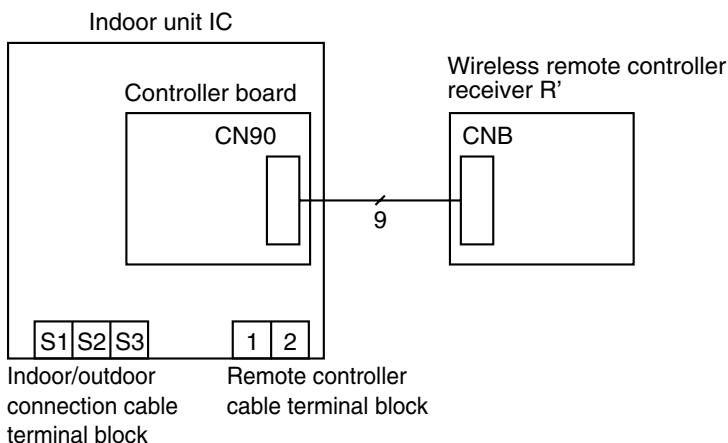 Indoor unit IC
Wireless remote controller
receiver R’
Controller board
CN90
CNB
9
S1 S2 S3
1 2
Indoor/outdoor
connection cable
terminal block
Remote controller
cable terminal block